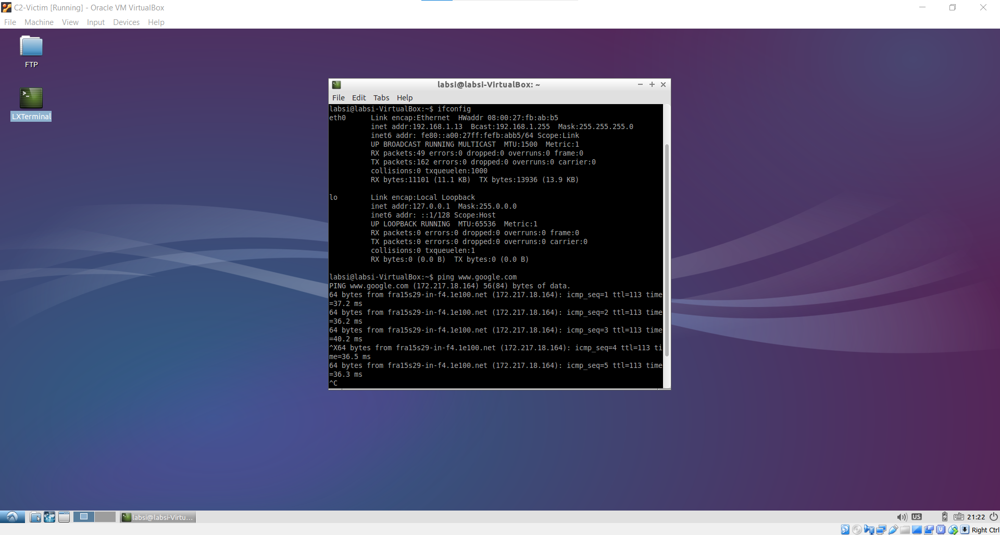 C2-Victim [Running] - Oracle VM VirtualBox
File Machine View Input Devices Help
FTP
LXTerminal
labsi@labsi-VirtualBox: ~
File Edit Tabs Help
labsi@labsi-VirtualBox:~$ ifconfig
eth0      Link encap:Ethernet  HWaddr 08:00:27:fb:ab:b5
          inet addr:192.168.1.13  Bcast:192.168.1.255  Mask:255.255.255.0
          inet6 addr: fe80::a00:27ff:fefb:abb5/64 Scope:Link
          UP BROADCAST RUNNING MULTICAST  MTU:1500  Metric:1
          RX packets:49 errors:0 dropped:0 overruns:0 frame:0
          TX packets:162 errors:0 dropped:0 overruns:0 carrier:0
          collisions:0 txqueuelen:1000
          RX bytes:11101 (11.1 KB)  TX bytes:13936 (13.9 KB)
lo        Link encap:Local Loopback
          inet addr:127.0.0.1  Mask:255.0.0.0
          inet6 addr: ::1/128 Scope:Host
          UP LOOPBACK RUNNING  MTU:65536  Metric:1
          RX packets:0 errors:0 dropped:0 overruns:0 frame:0
          TX packets:0 errors:0 dropped:0 overruns:0 carrier:0
          collisions:0 txqueuelen:1
          RX bytes:0 (0.0 B)  TX bytes:0 (0.0 B)
labsi@labsi-VirtualBox:~$ ping www.google.com
PING www.google.com (172.217.18.164) 56(84) bytes of data.
64 bytes from fra15s29-in-f4.1e100.net (172.217.18.164): icmp_seq=1 ttl=113 time
=37.2 ms
64 bytes from fra15s29-in-f4.1e100.net (172.217.18.164): icmp_seq=2 ttl=113 time
=36.2 ms
64 bytes from fra15s29-in-f4.1e100.net (172.217.18.164): icmp_seq=3 ttl=113 time
=40.2 ms
^X64 bytes from fra15s29-in-f4.1e100.net (172.217.18.164): icmp_seq=4 ttl=113 ti
me=36.5 ms
64 bytes from fra15s29-in-f4.1e100.net (172.217.18.164): icmp_seq=5 ttl=113 time
=36.3 ms
^C
labsi@labsi-Virtu...
US
21:22
Right Ctrl